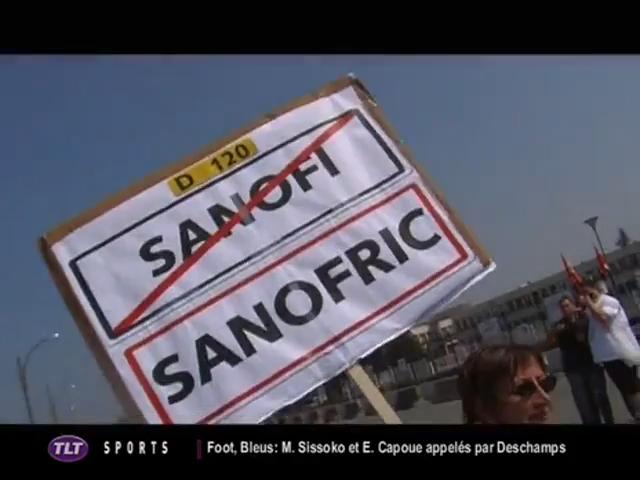 D 120
SANOFI
SANOFRIC
TLT SPORTS Foot, Bleus: M. Sissoko et E. Capoue appelés par Deschamps